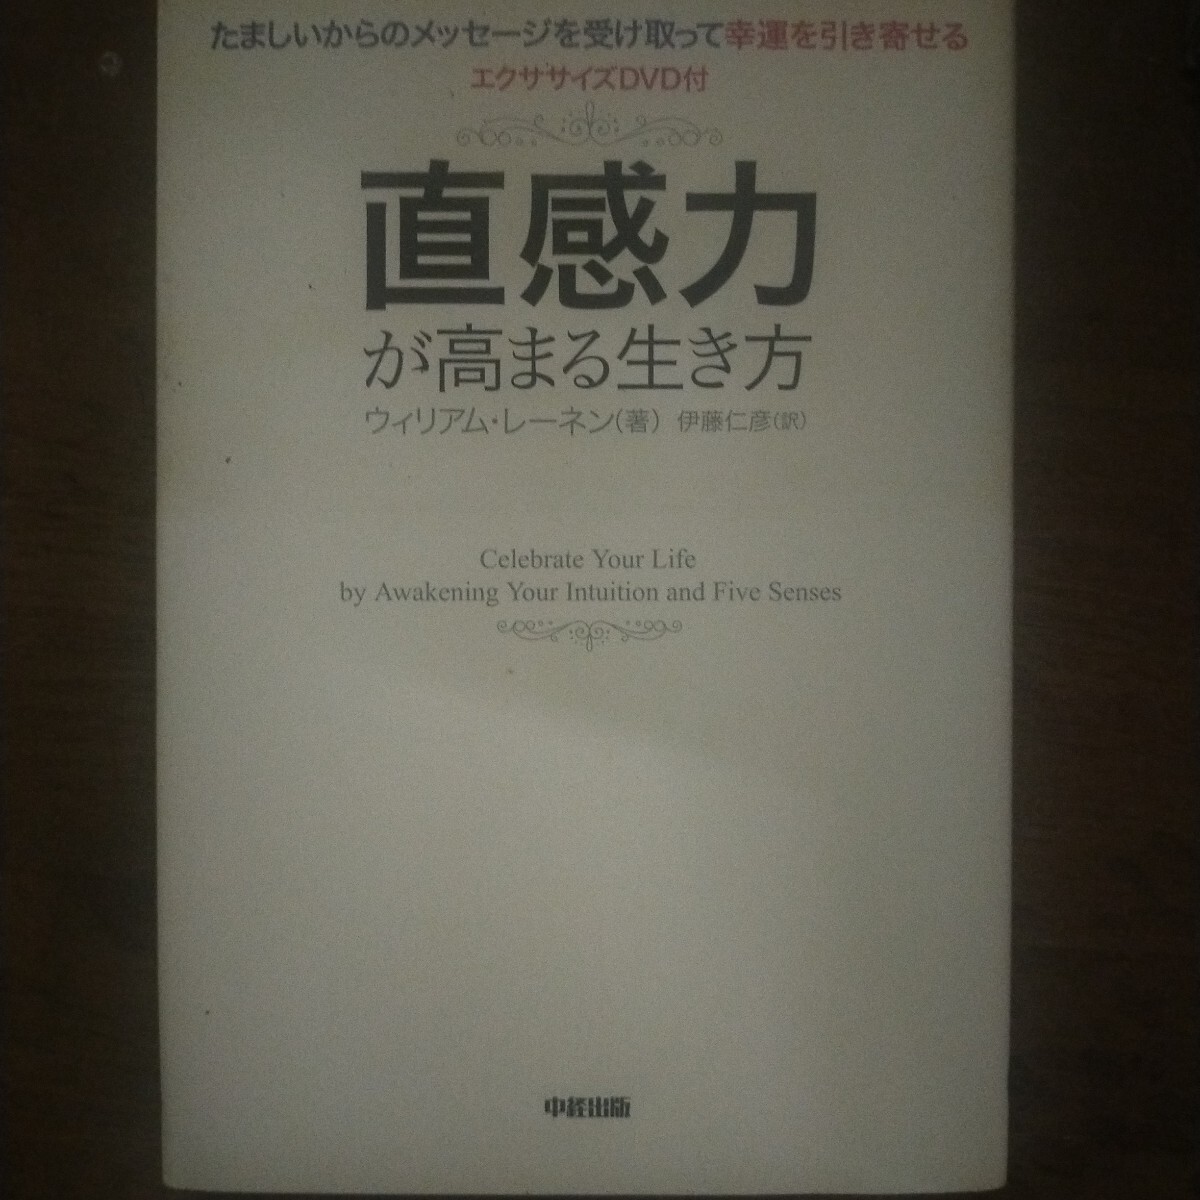 たましいからのメッセージを受け取って幸運を引き寄せる
エクササイズDVD付
直感力
が高まる生き方
ウィリアム・レーネン(著) 伊藤仁彦(訳)
Celebrate Your Life
by Awakening Your Intuition and Five Senses
中経出版